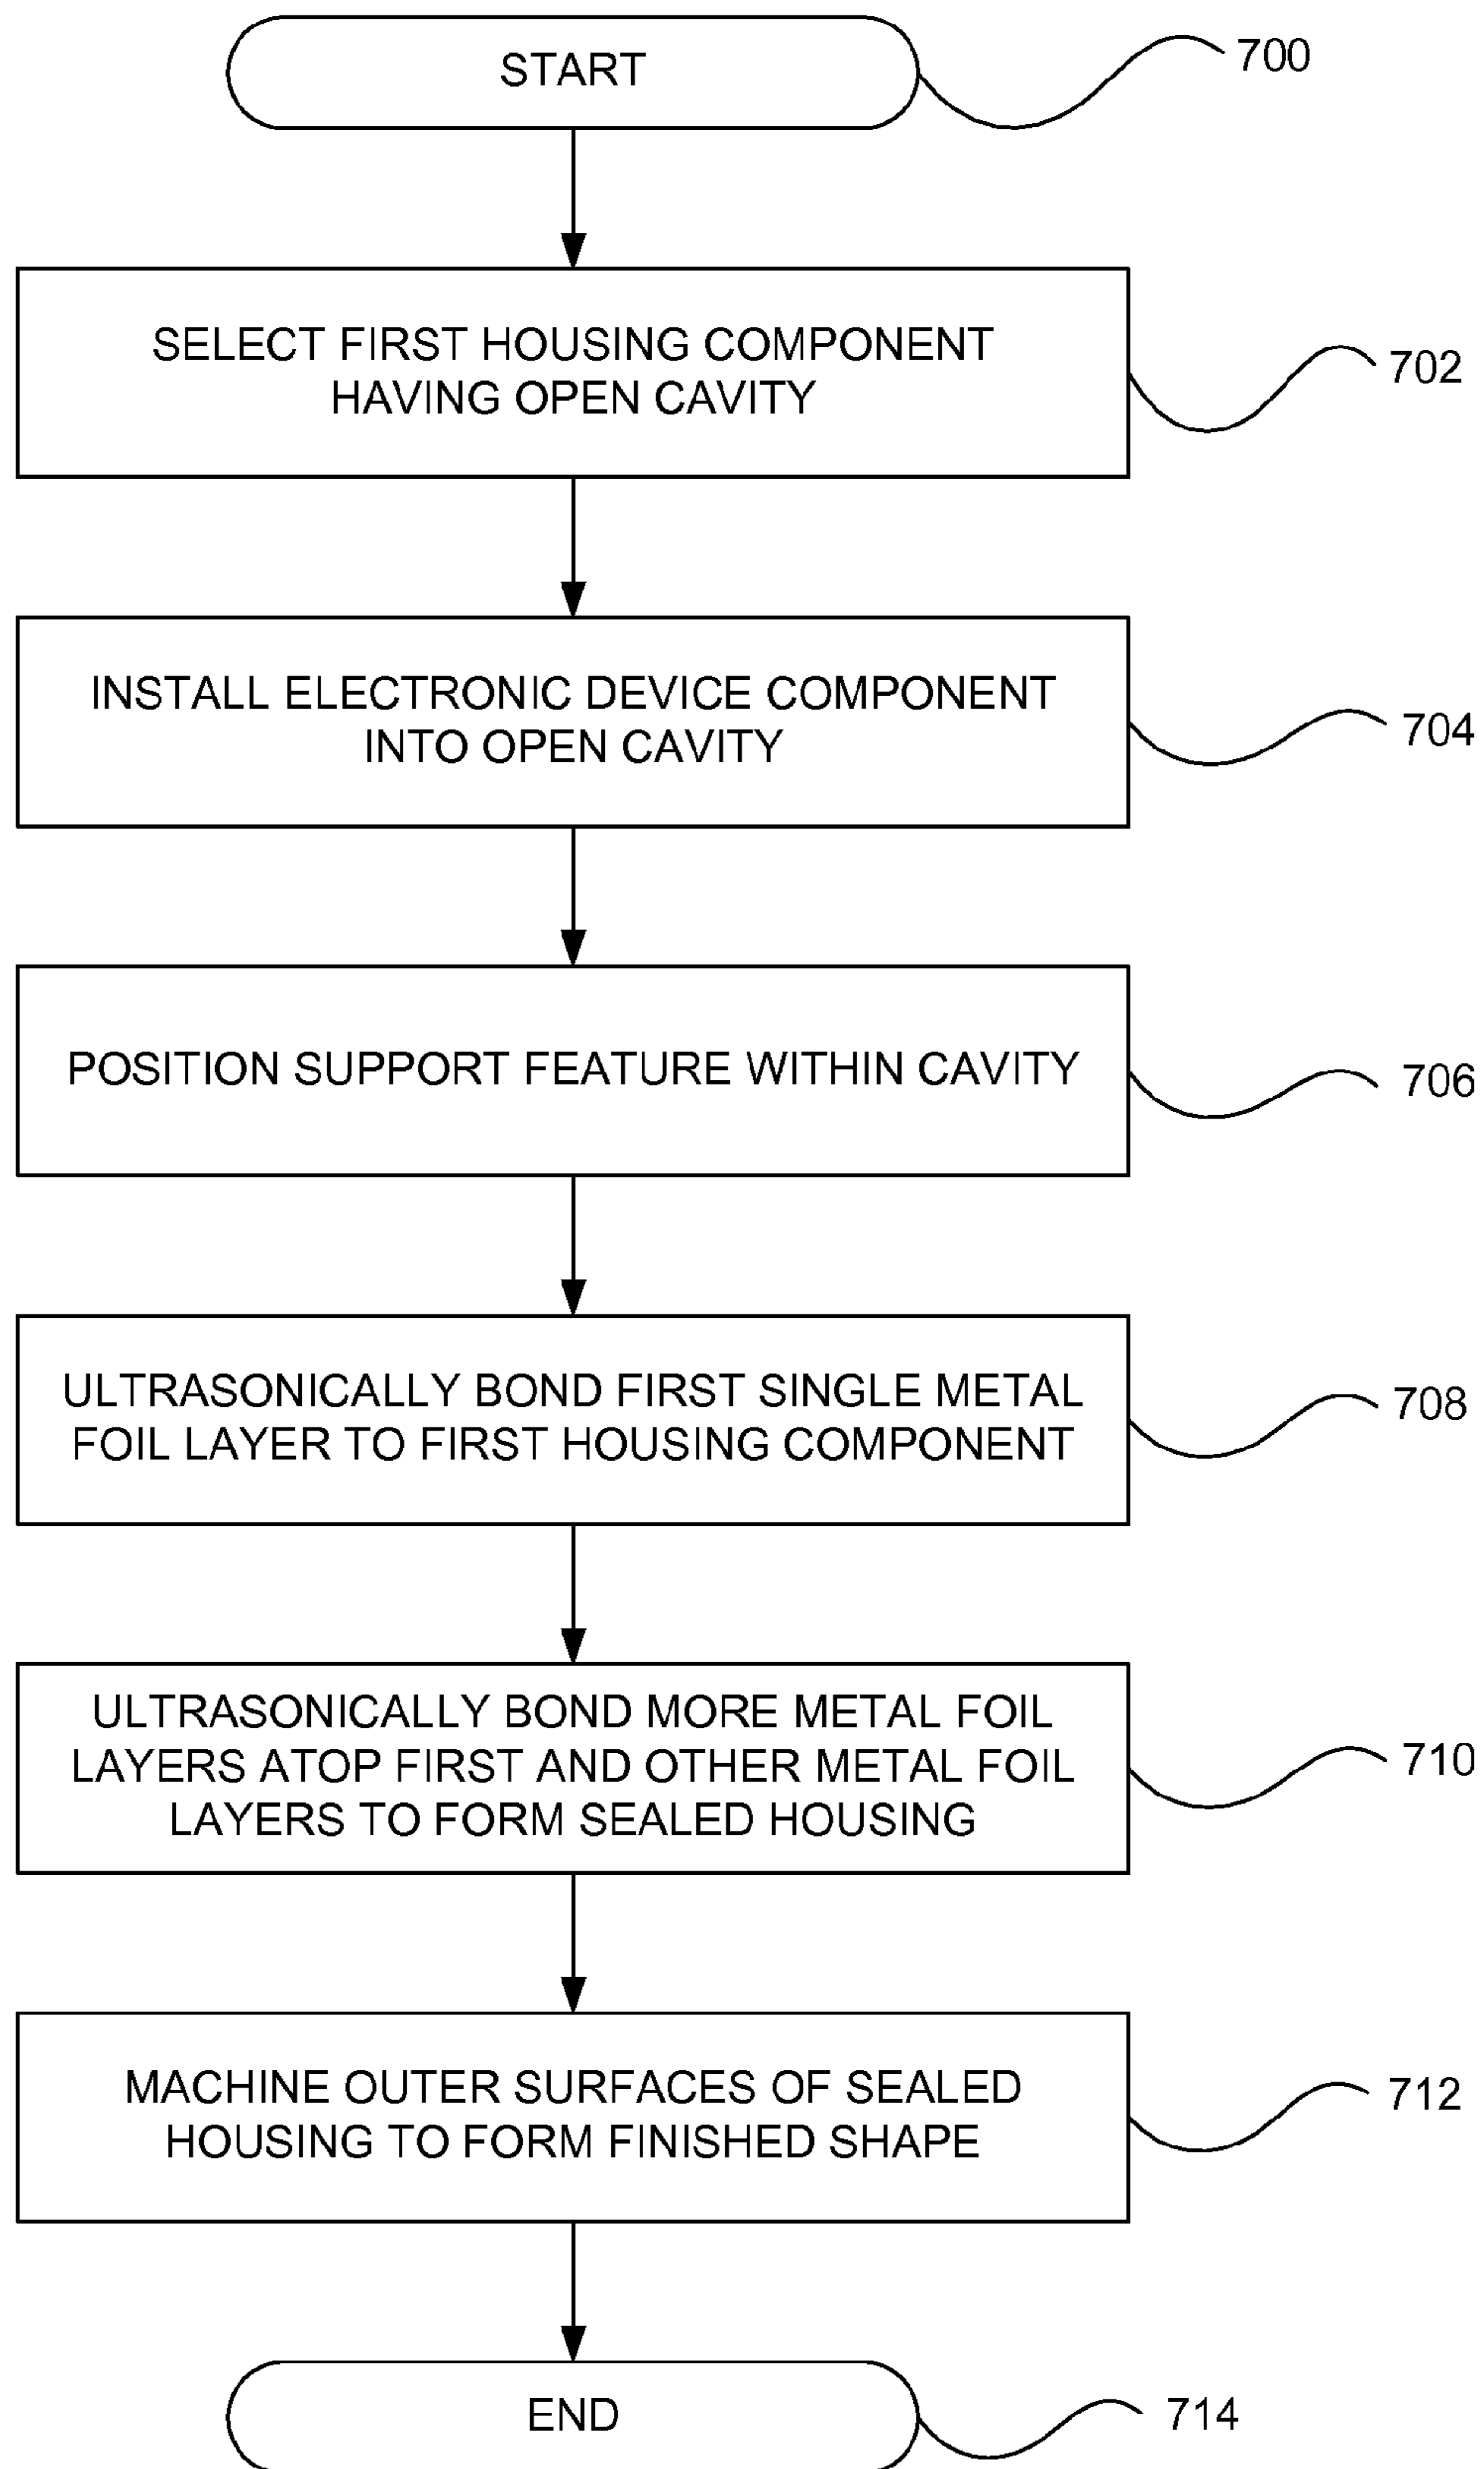 START
700
SELECT FIRST HOUSING COMPONENT
HAVING OPEN CAVITY
702
INSTALL ELECTRONIC DEVICE COMPONENT
INTO OPEN CAVITY
704
POSITION SUPPORT FEATURE WITHIN CAVITY
706
ULTRASONICALLY BOND FIRST SINGLE METAL
FOIL LAYER TO FIRST HOUSING COMPONENT
708
ULTRASONICALLY BOND MORE METAL FOIL
LAYERS ATOP FIRST AND OTHER METAL FOIL
LAYERS TO FORM SEALED HOUSING
710
MACHINE OUTER SURFACES OF SEALED
HOUSING TO FORM FINISHED SHAPE
712
END
714